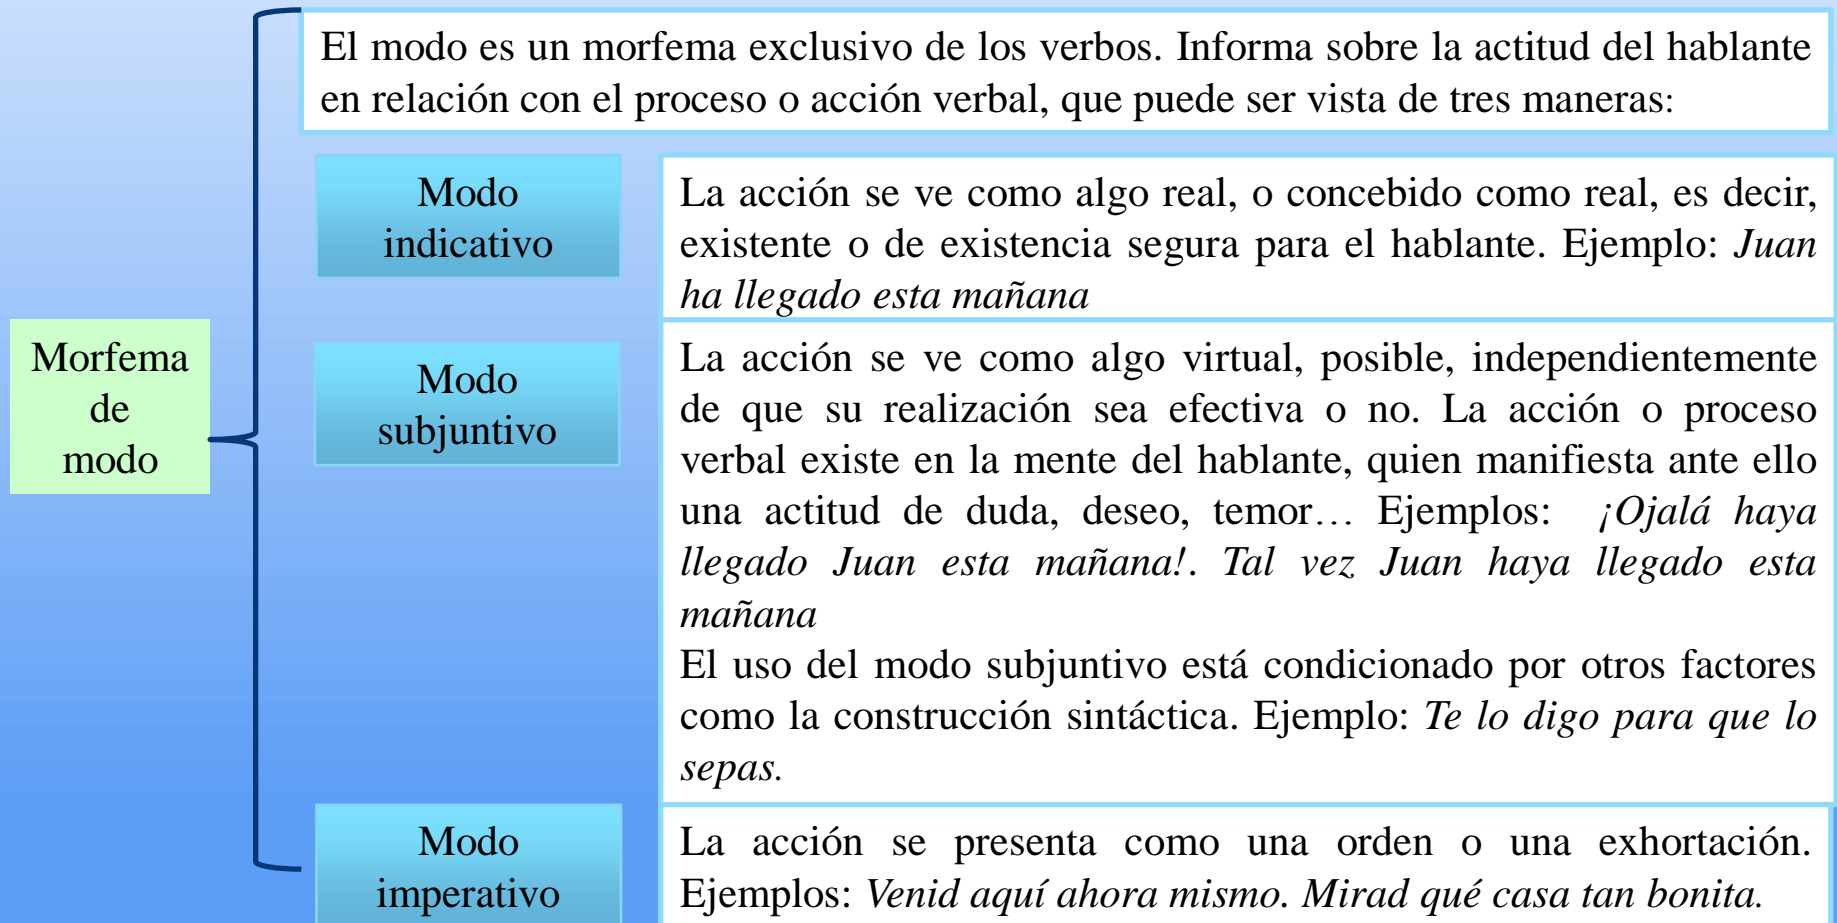 El modo es un morfema exclusivo de los verbos. Informa sobre la actitud del hablante
en relación con el proceso o acción verbal, que puede ser vista de tres maneras:
Morfema
de
modo
Modo
indicativo
La acción se ve como algo real, o concebido como real, es decir,
existente o de existencia segura para el hablante. Ejemplo: Juan
ha llegado esta mañana
Modo
subjuntivo
La acción se ve como algo virtual, posible, independientemente
de que su realización sea efectiva o no. La acción o proceso
verbal existe en la mente del hablante, quien manifiesta ante ello
una actitud de duda, deseo, temor… Ejemplos: ¡Ojalá haya
llegado Juan esta mañana!. Tal vez Juan haya llegado esta
mañana
El uso del modo subjuntivo está condicionado por otros factores
como la construcción sintáctica. Ejemplo: Te lo digo para que lo
sepas.
Modo
imperativo
La acción se presenta como una orden o una exhortación.
Ejemplos: Venid aquí ahora mismo. Mirad qué casa tan bonita.